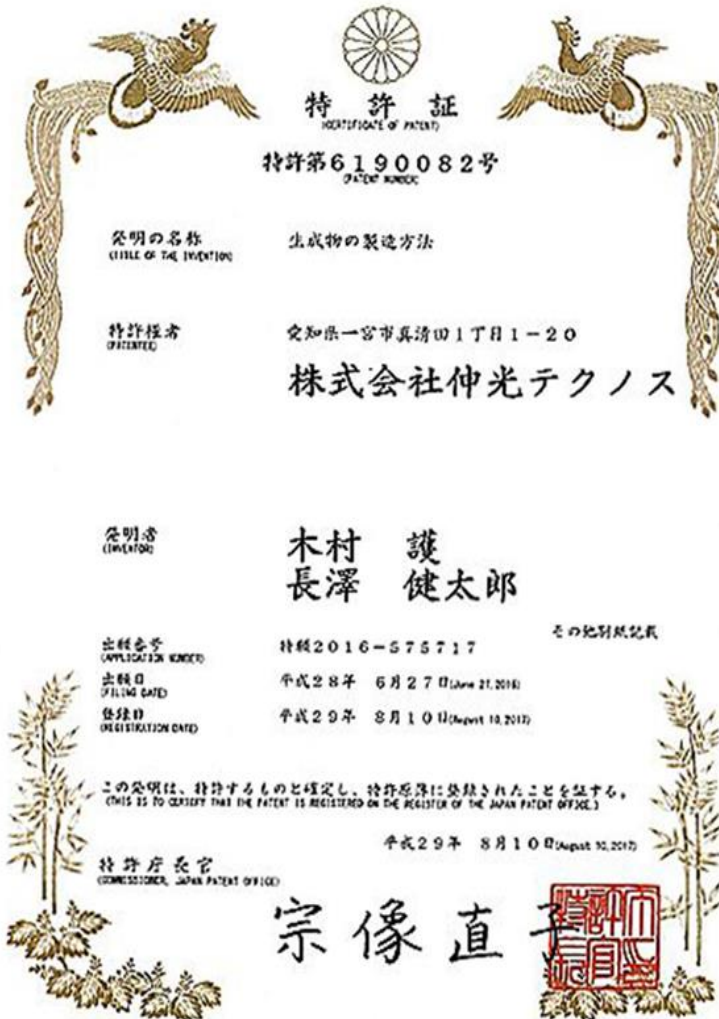 特許証
(CERTIFICATE OF PATENT)
特許第6190082号
(PATENT NUMBER)
発明の名称
(TITLE OF THE INVENTION)
生成物の製造方法
特許権者
(PATENTEE)
愛知県一宮市真清田1丁目1-20
株式会社仲光テクノス
発明者
(INVENTOR)
木村 護
長澤 健太郎
その他別紙記載
出願番号
(APPLICATION NUMBER)
特願2016-575717
出願日
(FILING DATE)
平成28年 6月27日(June 27, 2016)
登録日
(REGISTRATION DATE)
平成29年 8月10日(August 10, 2017)
この発明は、特許するものと確定し、特許原簿に登録されたことを証する。
(THIS IS TO CERTIFY THAT THE PATENT IS REGISTERED ON THE REGISTER OF THE JAPAN PATENT OFFICE.)
平成29年 8月10日(August 10, 2017)
特許庁長官
(COMMISSIONER, JAPAN PATENT OFFICE)
宗像直子